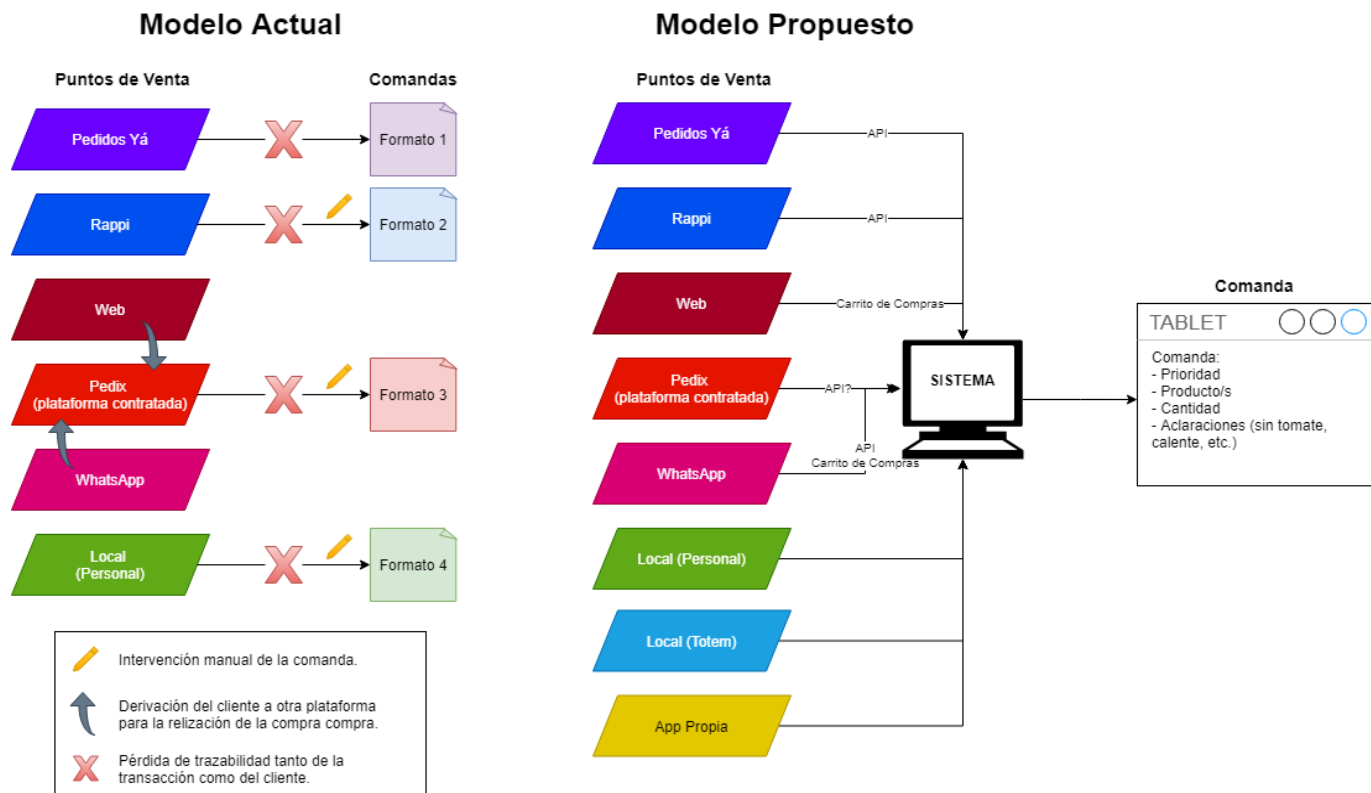 Modelo Actual
Puntos de Venta
Comandas
Pedidos Yá
Formato 1
Rappi
Formato 2
Web
Pedix
(plataforma contratada)
Formato 3
WhatsApp
Local
(Personal)
Formato 4
Intervención manual de la comanda.
Derivación del cliente a otra plataforma
para la relización de la compra compra.
Pérdida de trazabilidad tanto de la
transacción como del cliente.
Modelo Propuesto
Puntos de Venta
Pedidos Yá
API
Rappi
API
Web
Carrito de Compras
Pedix
(plataforma contratada)
API?
WhatsApp
API
Carrito de Compras
Local (Personal)
Local (Totem)
App Propia
SISTEMA
Comanda
TABLET
Comanda:
- Prioridad
- Producto/s
- Cantidad
- Aclaraciones (sin tomate,
calente, etc.)